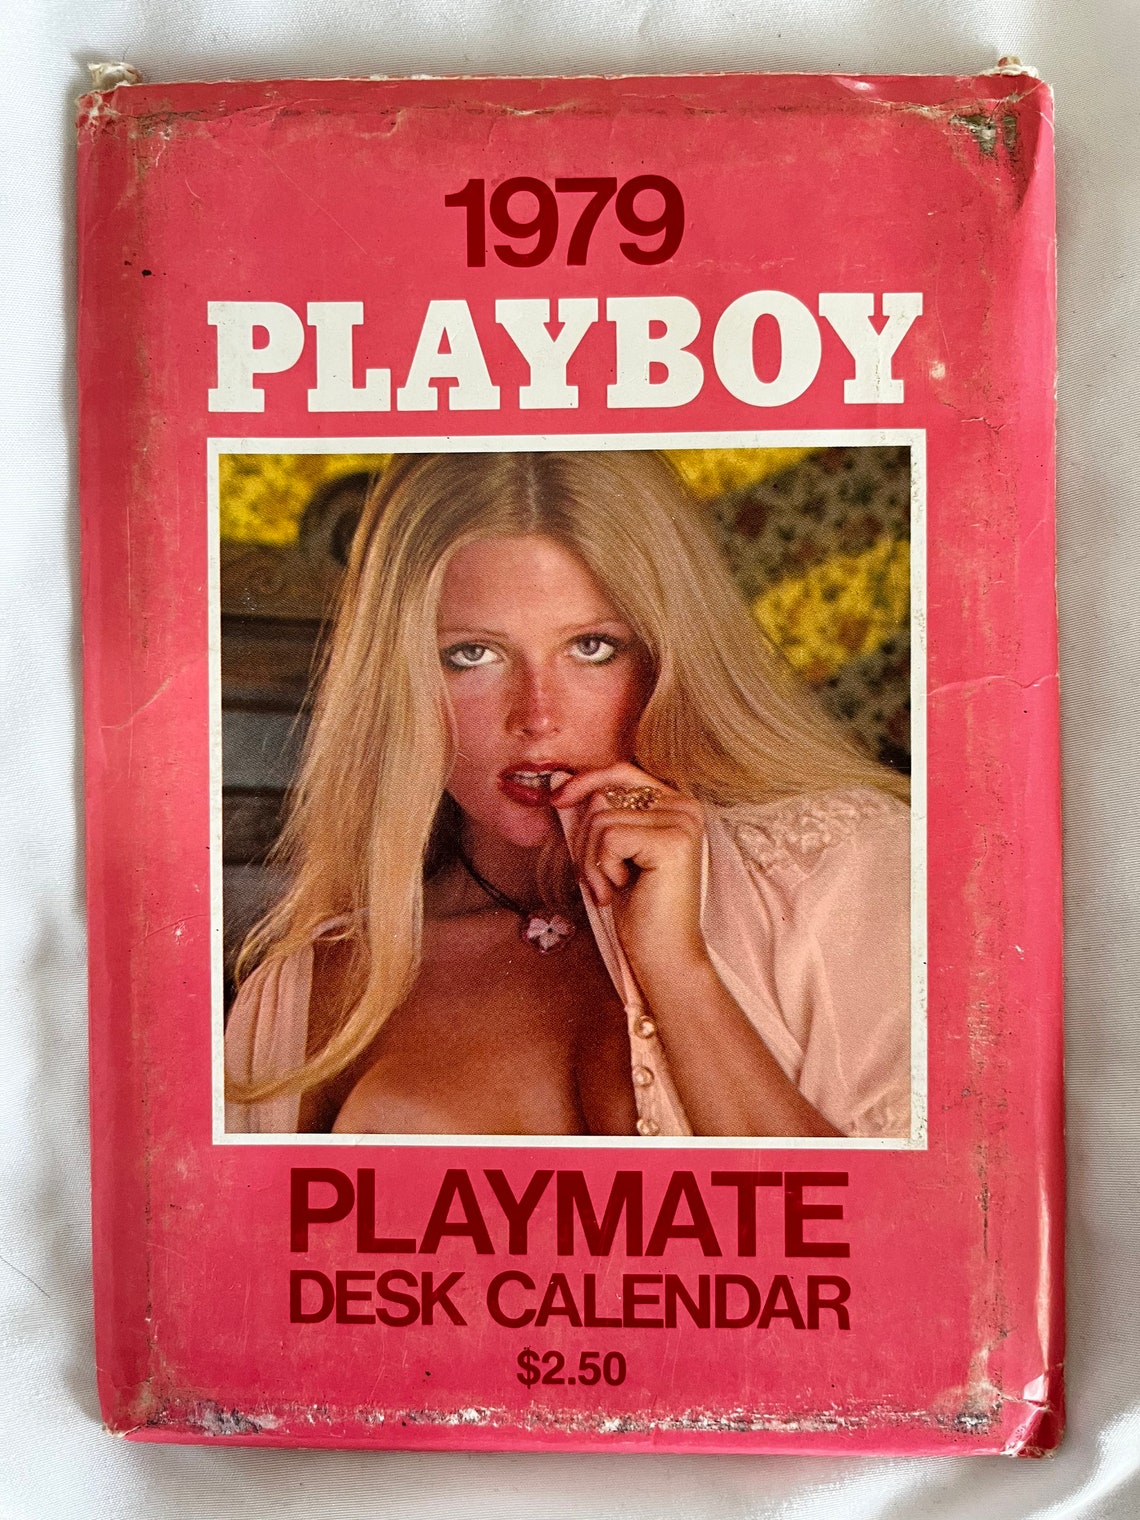 1979
PLAYBOY
PLAYMATE
DESK CALENDAR
$2.50